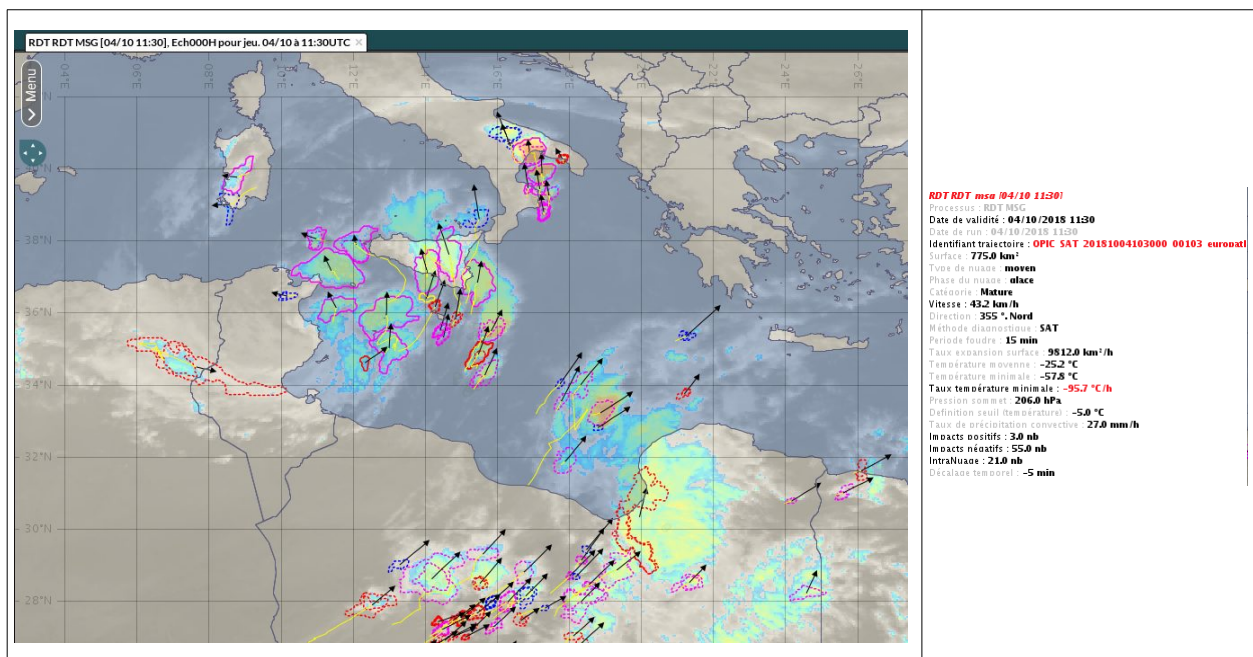 RDT RDT MSG [04/10 11:30], Ech000H pour jeu. 04/10 à 11:30UTC ×
Menu
04°E 06°E 08°E 10°E 12°E 16°E 18°E 20°E 22°E 24°E 26°E
38°N
36°N
34°N
32°N
30°N
28°N
RDT RDT msg [04/10 11:30]
Processus : RDT MSG
Date de validité : 04/10/2018 11:30
Date de run : 04/10/2018 11:30
Identifiant trajectoire : OPIC SAT 20181004103000 00103 europatl
Surface : 775.0 km²
Type de nuage : moyen
Phase du nuage : glace
Catégorie : Mature
Vitesse : 43.2 km/h
Direction : 355 °. Nord
Méthode diagnostique : SAT
Periode foudre : 15 min
Taux expansion surface : 9812.0 km²/h
Température moyenne : -25.2 °C
Température minimale : -57.8 °C
Taux température minimale : -95.7 °C/h
Pression sommet : 206.0 hPa
Definition seuil (température) : -5.0 °C
Taux de précipitation convective : 27.0 mm/h
Impacts positifs : 3.0 nb
Impacts négatifs : 55.0 nb
IntraNuage : 21.0 nb
Décalage temporel : -5 min